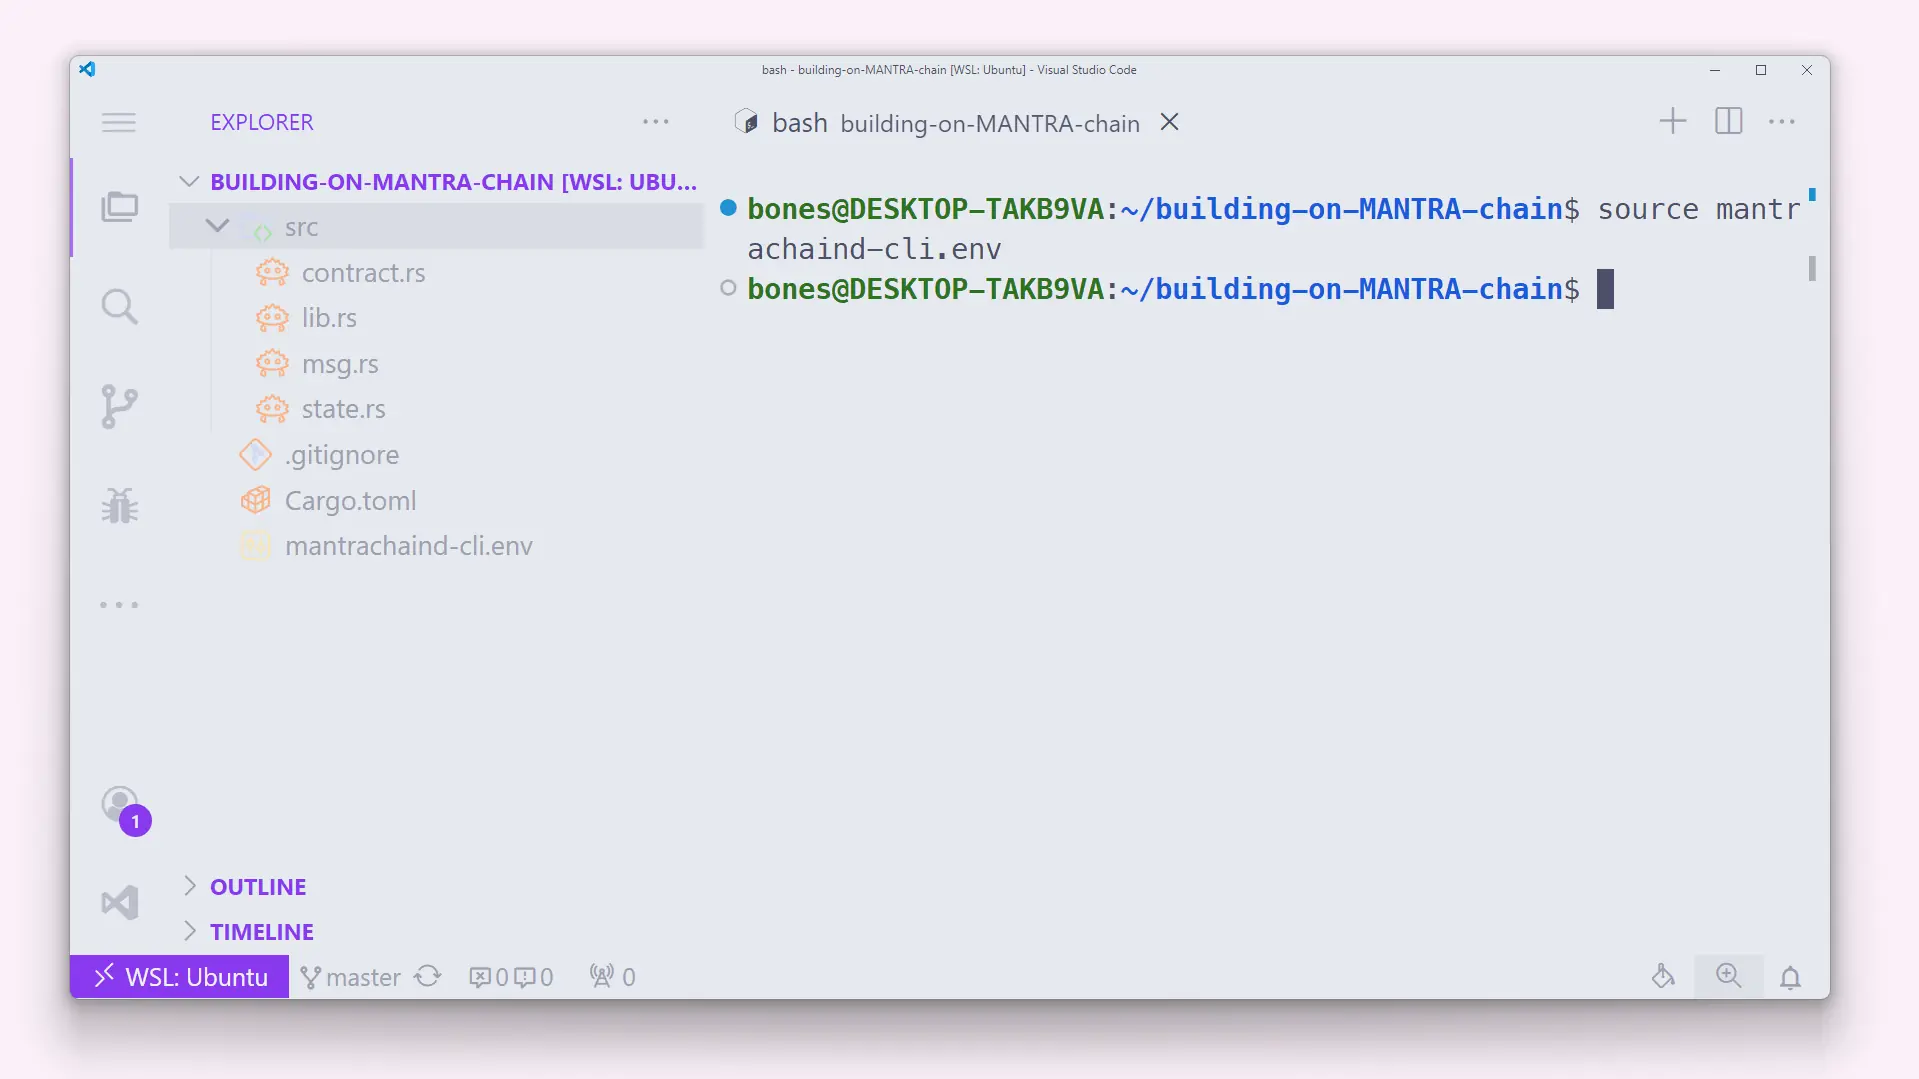 bash - building-on-MANTRA-chain [WSL: Ubuntu] - Visual Studio Code
EXPLORER
BUILDING-ON-MANTRA-CHAIN [WSL: UBU...
src
contract.rs
lib.rs
msg.rs
state.rs
.gitignore
Cargo.toml
mantrachaind-cli.env
1
OUTLINE
TIMELINE
bash building-on-MANTRA-chain
bones@DESKTOP-TAKB9VA:~/building-on-MANTRA-chain$ source mantr
achaind-cli.env
bones@DESKTOP-TAKB9VA:~/building-on-MANTRA-chain$
WSL: Ubuntu master 0 0 0